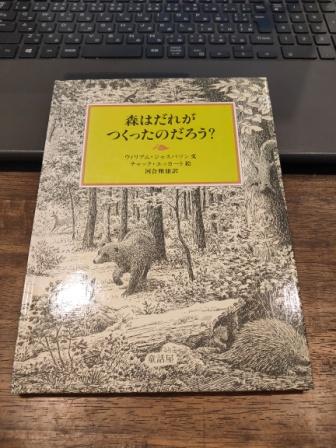 森はだれが
つくったのだろう?
ウィリアム・ジャスパソン 文
チャック・エッカート 絵
河合雅雄 訳
童話屋